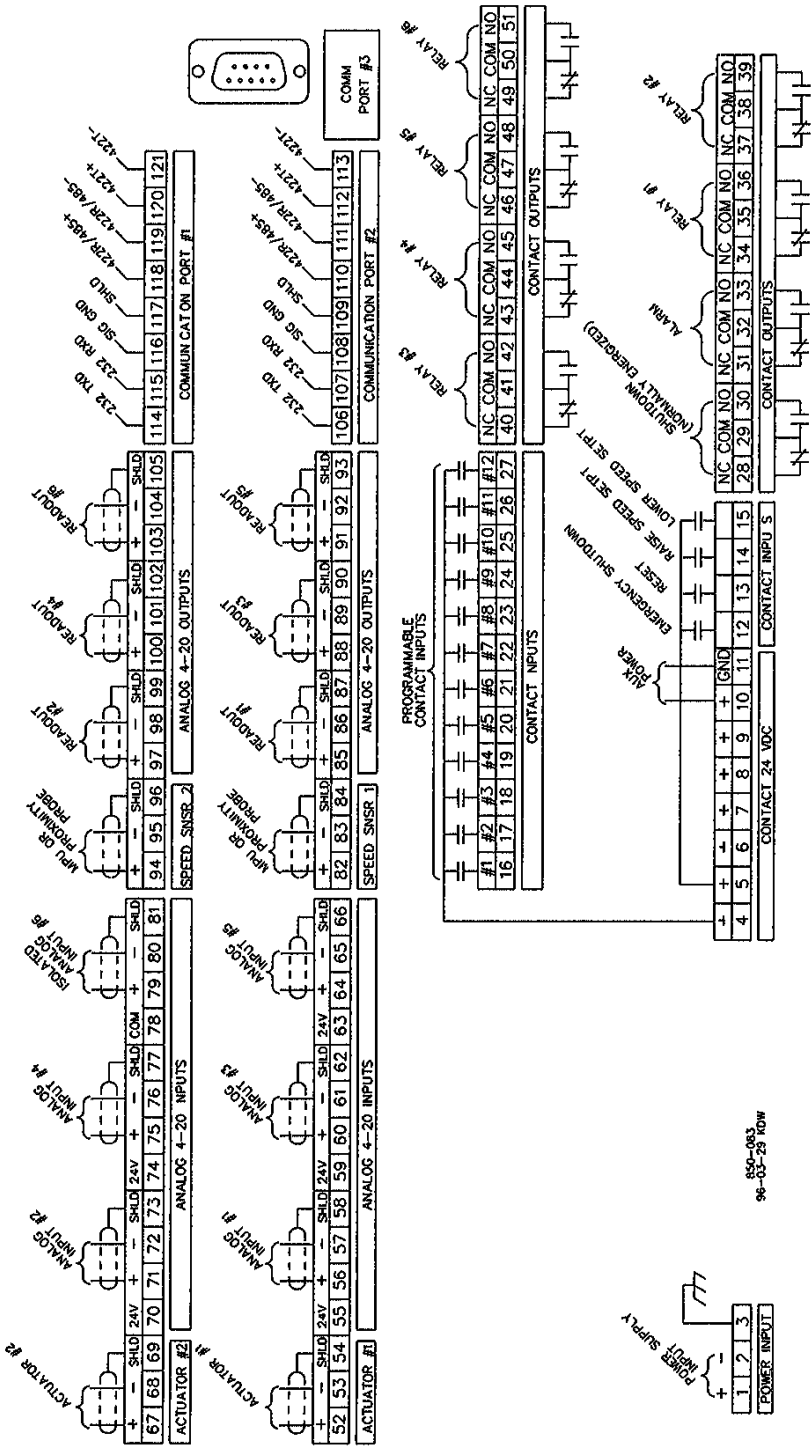 ACTUATOR #2
ANALOG INPUT #2
ANALOG INPUT #4
ISOLATED ANALOG INPUT #6
MPU OR PROXIMITY PROBE
READOUT #2
READOUT #4
READOUT #6
232 TXD
232 RXD
SIG GND
SHLD
422R/485+
422R/485-
422T+
422T-
+ - SHLD 24V + - SHLD 24V + - SHLD COM + - SHLD
67 68 69 70 71 72 73 74 75 76 77 78 79 80 81
+ - SHLD + - SHLD + - SHLD + - SHLD
94 95 96 97 98 99 100 101 102 103 104 105
114 115 116 117 118 119 120 121
ACTUATOR #2
ANALOG 4-20 NPUTS
SPEED SNSR 2
ANALOG 4-20 OUTPUTS
COMMUN CAT ON PORT #1
ACTUATOR #1
ANALOG INPUT #1
ANALOG INPUT #3
ANALOG INPUT #5
MPU OR PROXIMITY PROBE
READOUT #1
READOUT #3
READOUT #5
232 TXD
232 RXD
SIG GND
SHLD
422R/485+
422R/485-
422T+
422T-
+ - SHLD 24V + - SHLD 24V + - SHLD 24V + - SHLD
52 53 54 55 56 57 58 59 60 61 62 63 64 65 66
+ - SHLD + - SHLD + - SHLD + - SHLD
82 83 84 85 86 87 88 89 90 91 92 93
106 107 108 109 110 111 112 113
ACTUATOR #1
ANALOG 4-20 INPUTS
SPEED SNSR 1
ANALOG 4-20 OUTPUTS
COMMUNICATION PORT #2
COMM
PORT #3
PROGRAMMABLE
CONTACT INPUTS
RELAY #3
RELAY #4
RELAY #5
RELAY #6
#1 #2 #3 #4 #5 #6 #7 #8 #9 #10 #11 #12
16 17 18 19 20 21 22 23 24 25 26 27
NC COM NO NC COM NO NC COM NO NC COM NO
40 41 42 43 44 45 46 47 48 49 50 51
CONTACT NPUTS
CONTACT OUTPUTS
POWER SUPPLY
INPUT
+ -
1 2 3
POWER INPUT
850-083
96-03-29 KDW
AUX
POWER
EMERGENCY SHUTDOWN
RESET
RAISE SPEED SETPT
LOWER SPEED SETPT
SHUTDOWN
(NORMALLY ENERGIZED)
ALARM
RELAY #1
RELAY #2
+ + + + + + + GND
4 5 6 7 8 9 10 11 12 13 14 15
NC COM NO NC COM NO NC COM NO NC COM NO
28 29 30 31 32 33 34 35 36 37 38 39
CONTACT 24 VDC
CONTACT INPU S
CONTACT OUTPUTS